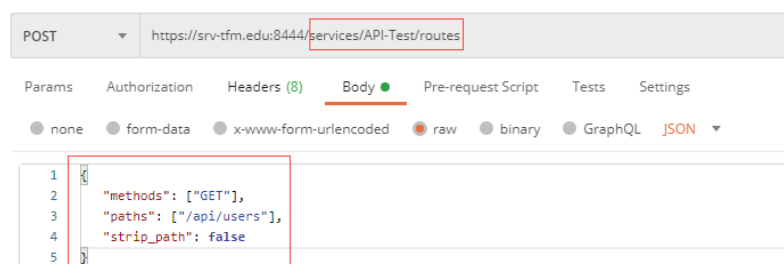 POST https://srv-tfm.edu:8444/services/API-Test/routes
Params Authorization Headers (8) Body Pre-request Script Tests Settings
none form-data x-www-form-urlencoded raw binary GraphQL JSON
1 {
2 "methods": ["GET"],
3 "paths": ["/api/users"],
4 "strip_path": false
5 }